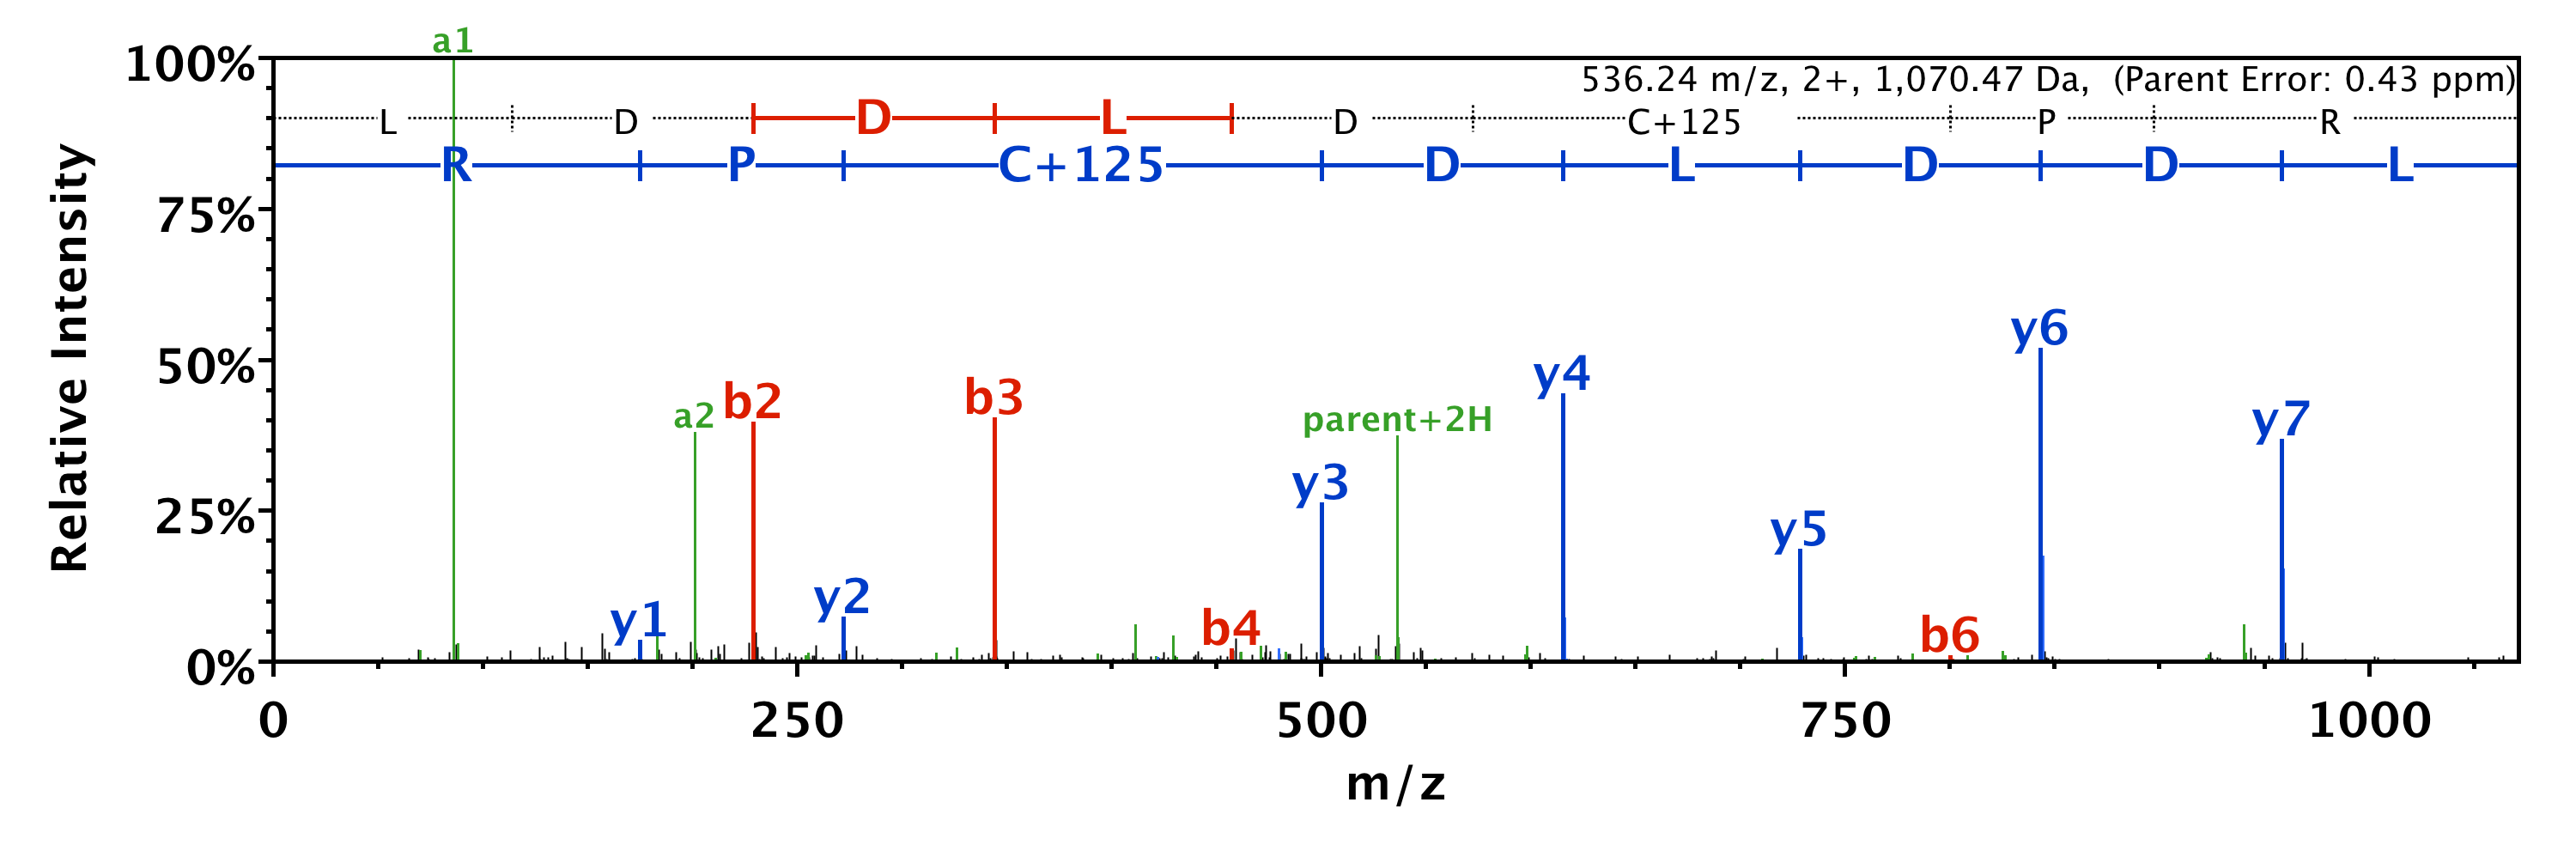 a1
100%
536.24 m/z, 2+, 1,070.47 Da, (Parent Error: 0.43 ppm)
L D D L D C+125 P R
R P C+125 D L D D L
75%
50%
25%
0%
Relative Intensity
y1 a2 b2 y2 b3 b4 y3 parent+2H y4 y5 b6 y6 y7
0 250 500 750 1000
m/z